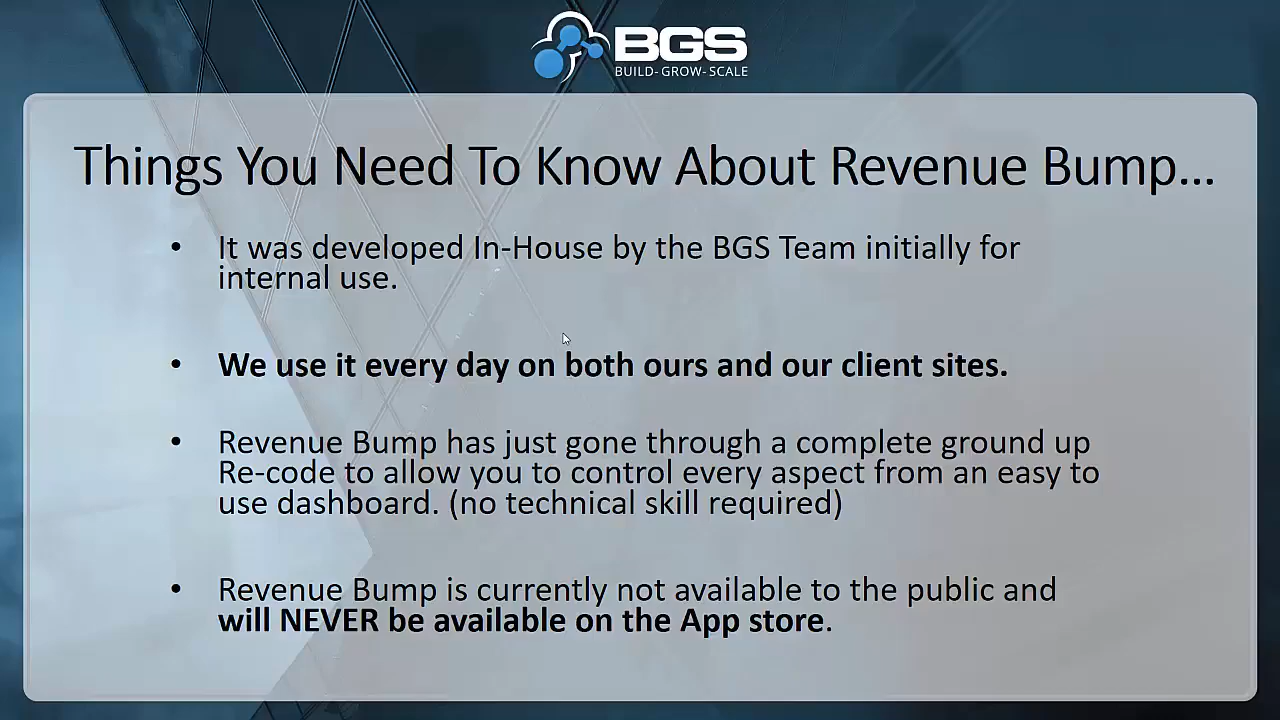 BGS
BUILD-GROW-SCALE
Things You Need To Know About Revenue Bump...
• It was developed In-House by the BGS Team initially for
internal use.
• We use it every day on both ours and our client sites.
• Revenue Bump has just gone through a complete ground up
Re-code to allow you to control every aspect from an easy to
use dashboard. (no technical skill required)
• Revenue Bump is currently not available to the public and
will NEVER be available on the App store.